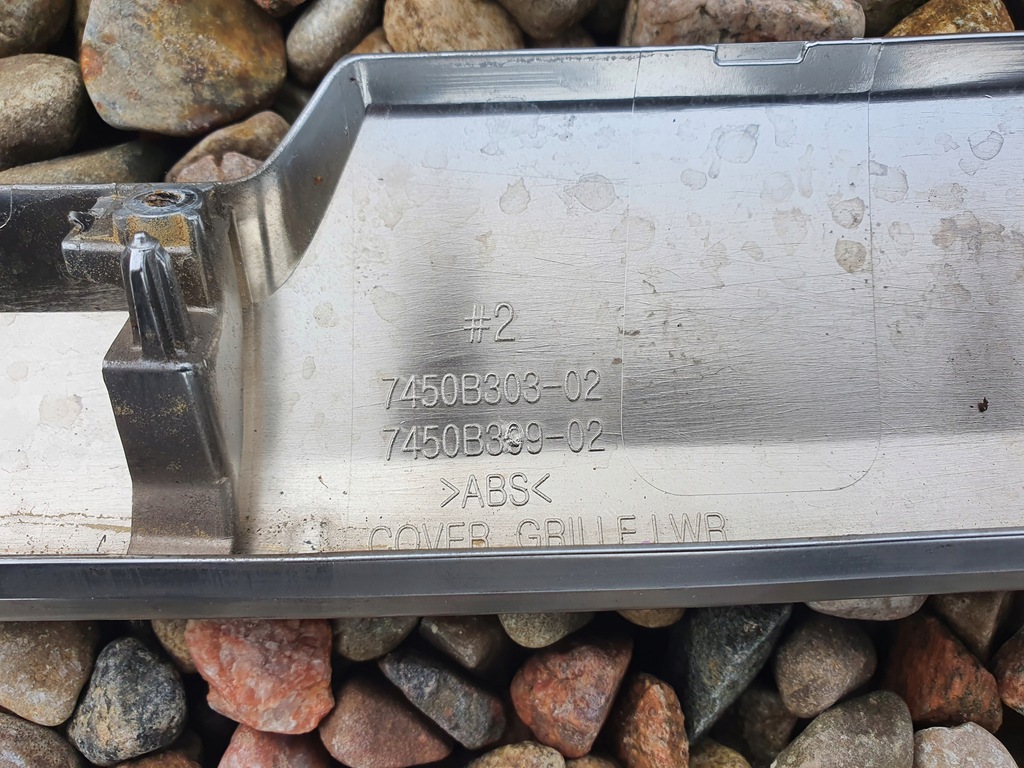 #2
7450B303-02
7450B399-02
>ABS<
COVER GRILLE LWR